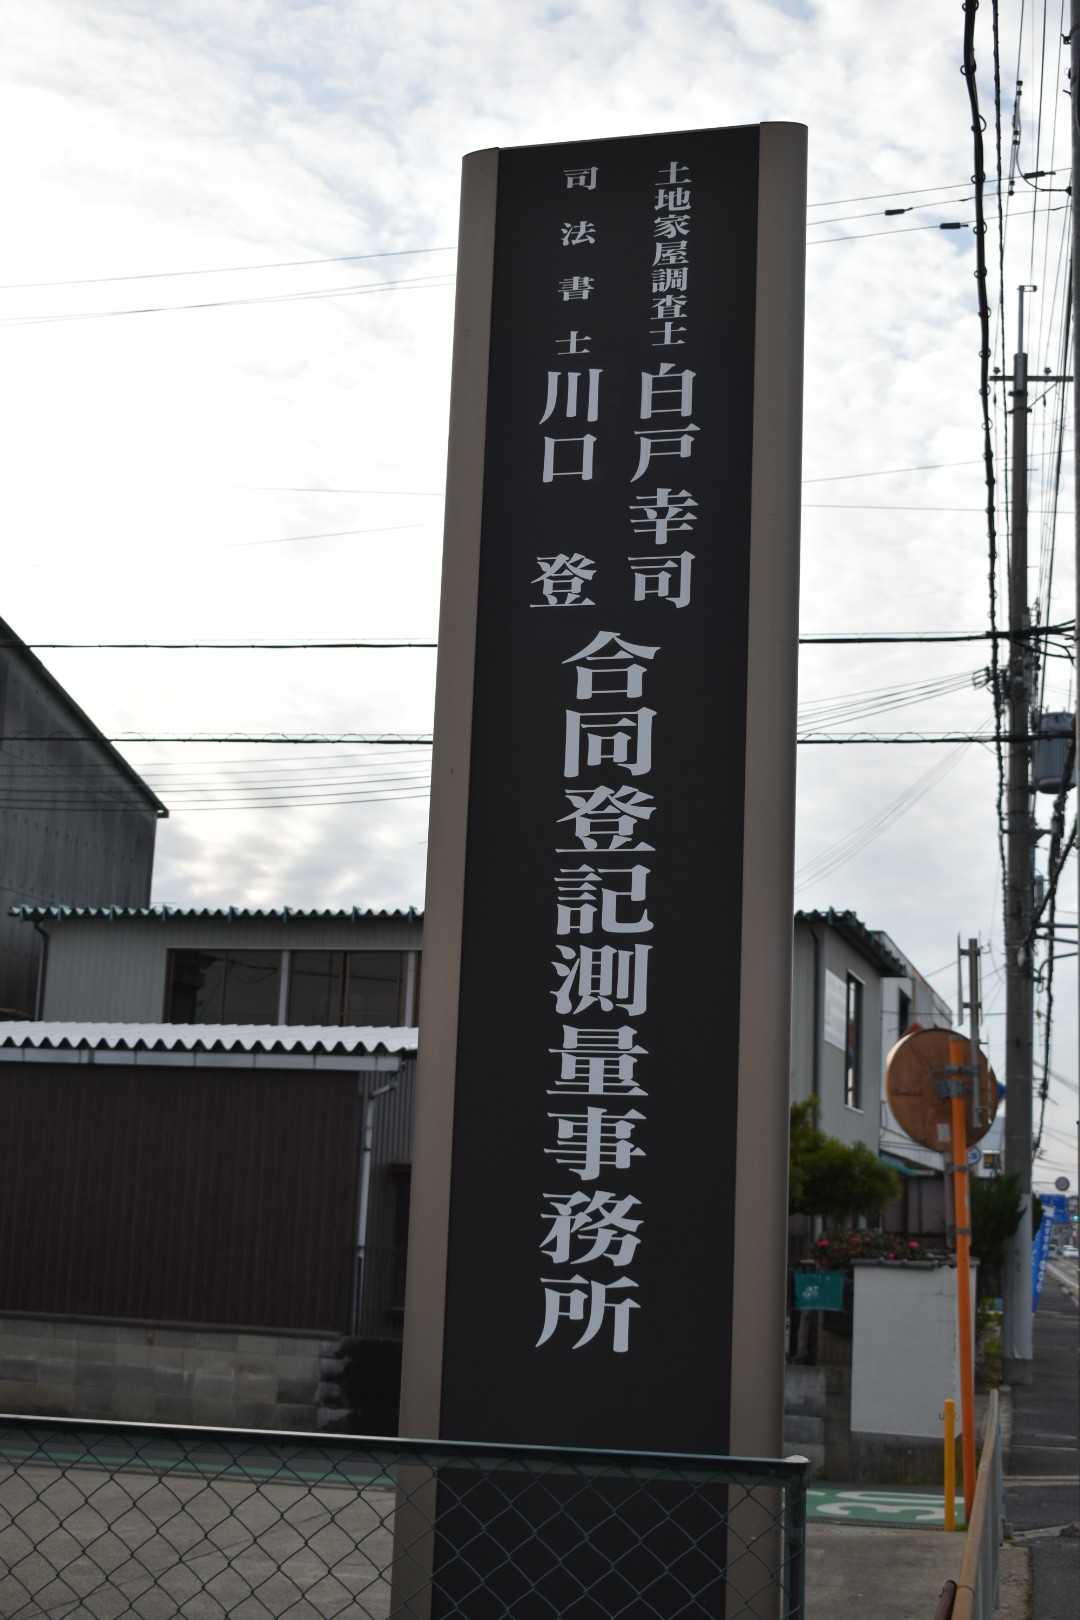 土地家屋調査士 白戸幸司
司法書士 川口 登
合同登記測量事務所
30